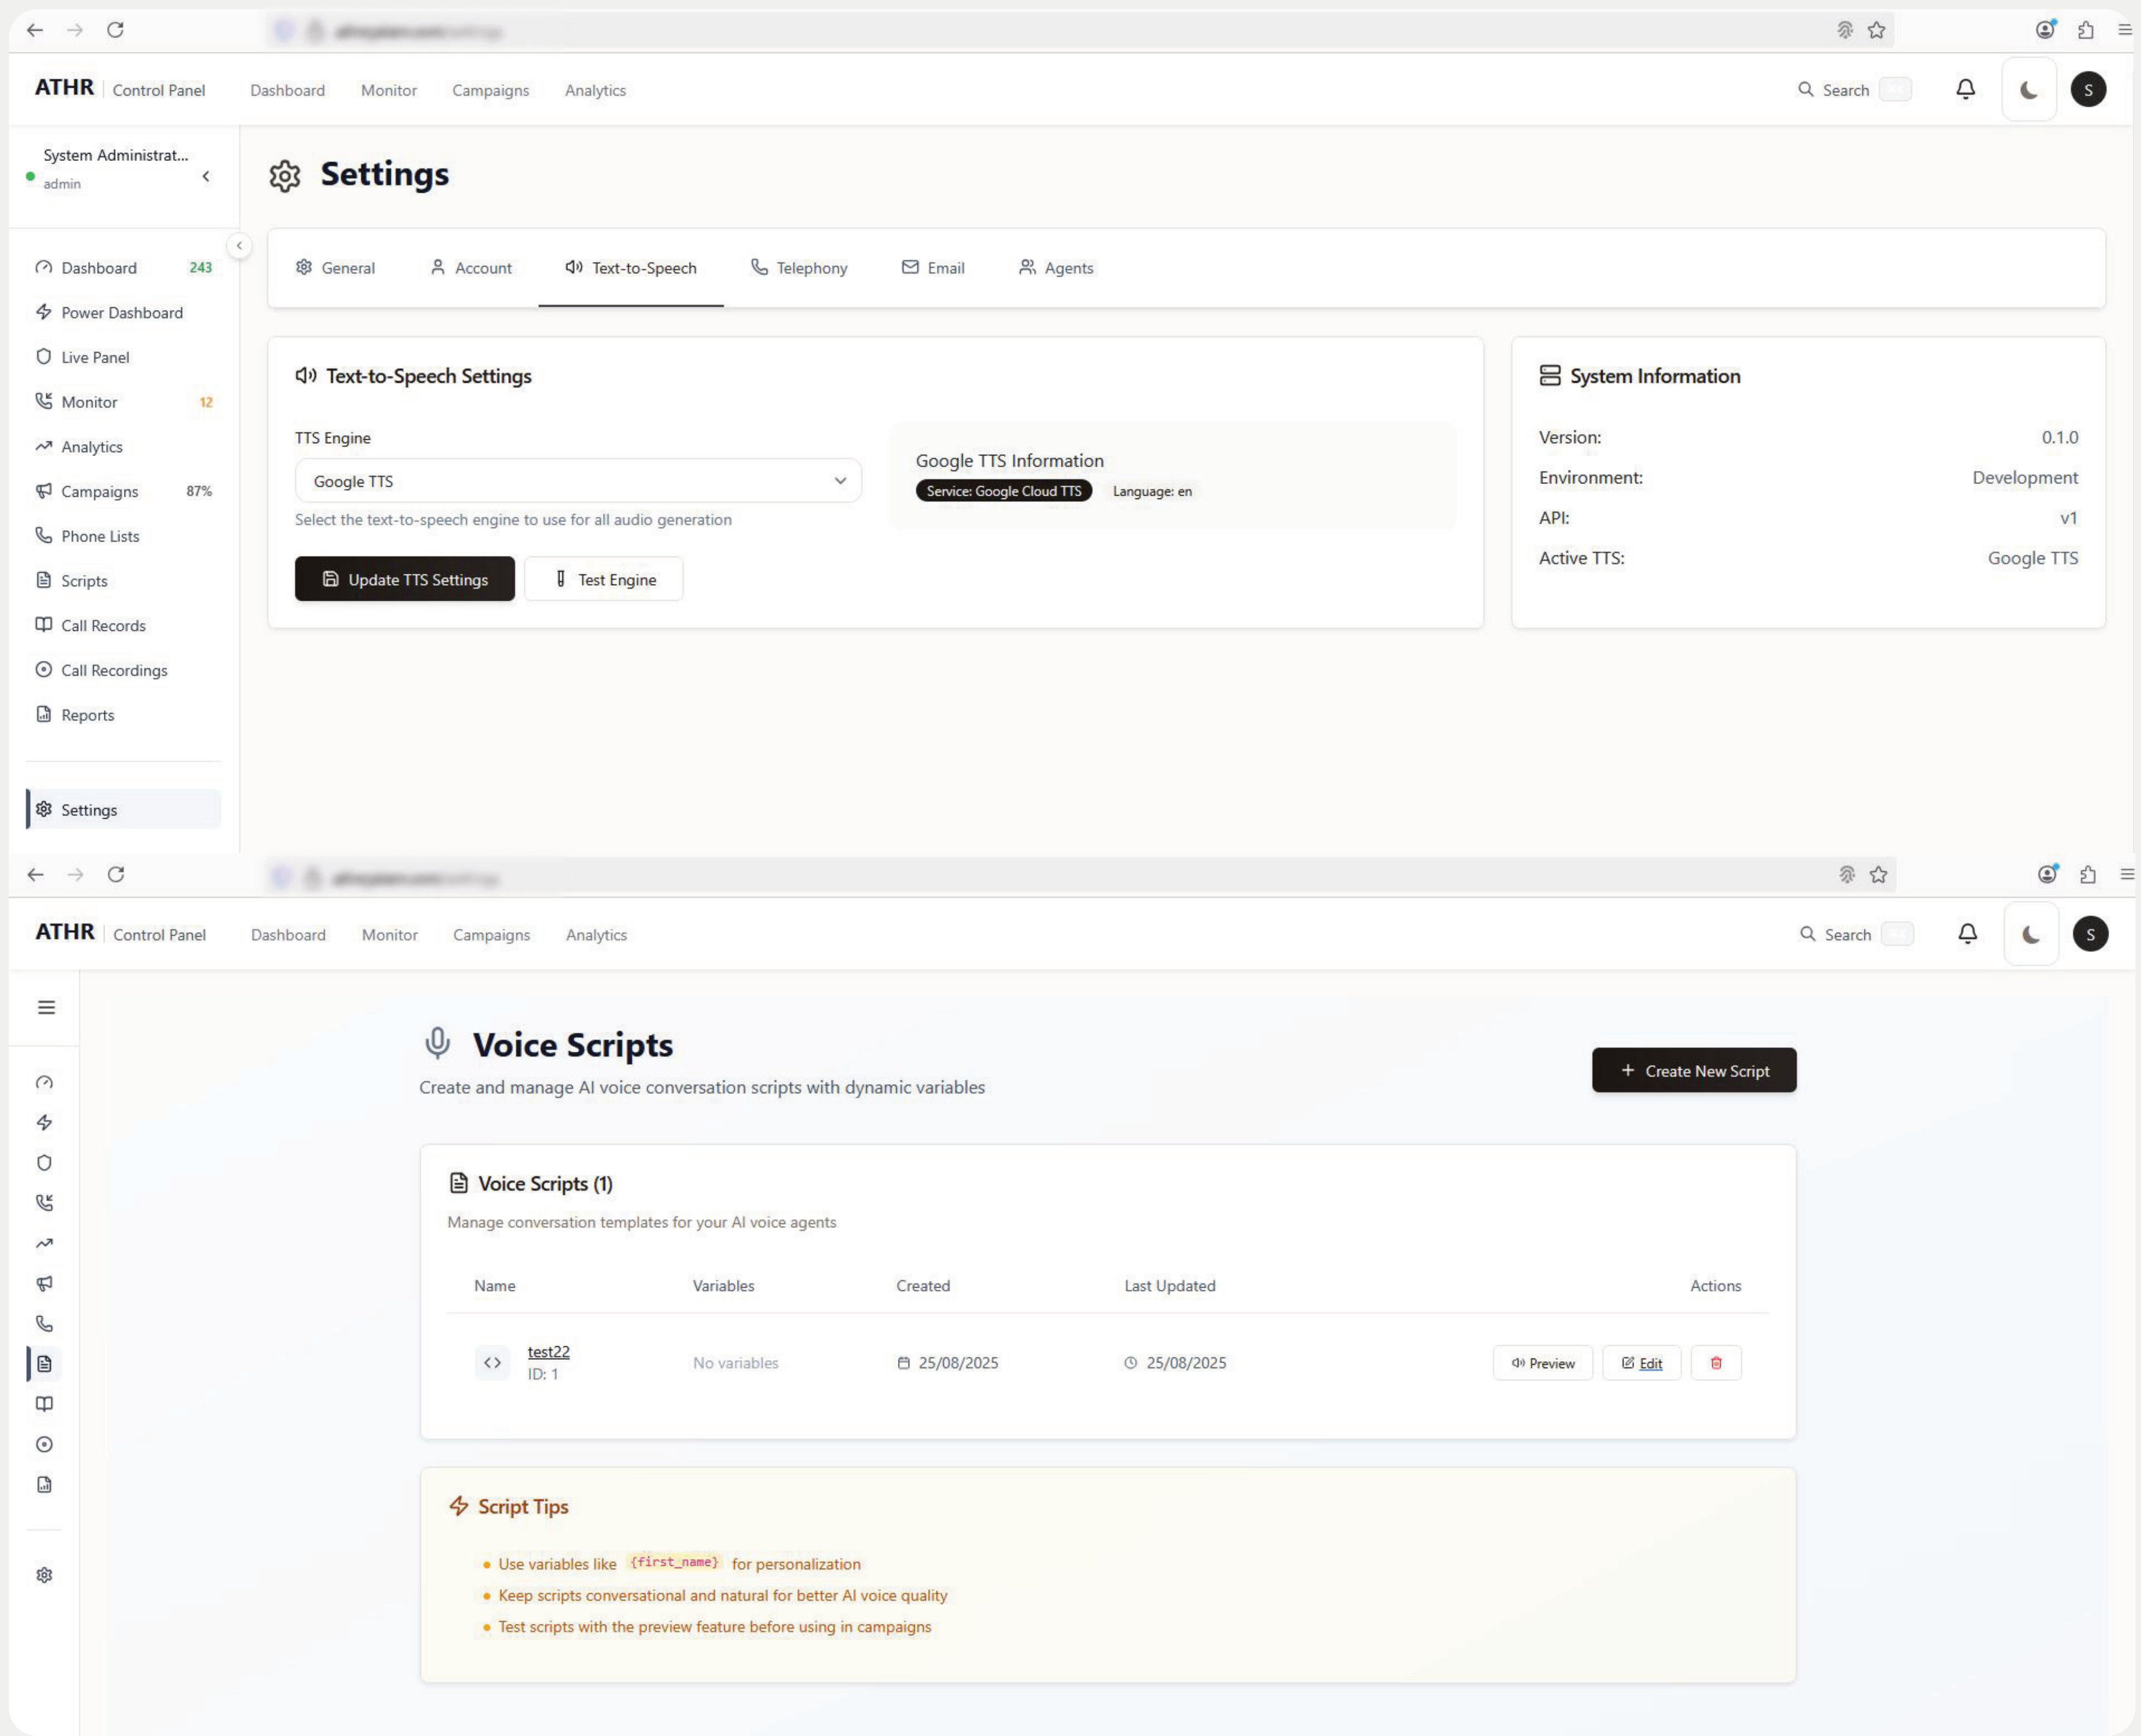 ATHR Control Panel Dashboard Monitor Campaigns Analytics Search S
System Administrat...
admin
Dashboard 243
Power Dashboard
Live Panel
Monitor 12
Analytics
Campaigns 87%
Phone Lists
Scripts
Call Records
Call Recordings
Reports
Settings
Settings
General Account Text-to-Speech Telephony Email Agents
Text-to-Speech Settings
TTS Engine
Google TTS
Select the text-to-speech engine to use for all audio generation
Update TTS Settings Test Engine
Google TTS Information
Service: Google Cloud TTS Language: en
System Information
Version: 0.1.0
Environment: Development
API: v1
Active TTS: Google TTS
ATHR Control Panel Dashboard Monitor Campaigns Analytics Search S
Voice Scripts
Create and manage AI voice conversation scripts with dynamic variables
+ Create New Script
Voice Scripts (1)
Manage conversation templates for your AI voice agents
Name Variables Created Last Updated Actions
test22
ID: 1
No variables 25/08/2025 25/08/2025 Preview Edit
Script Tips
• Use variables like {first_name} for personalization
• Keep scripts conversational and natural for better AI voice quality
• Test scripts with the preview feature before using in campaigns